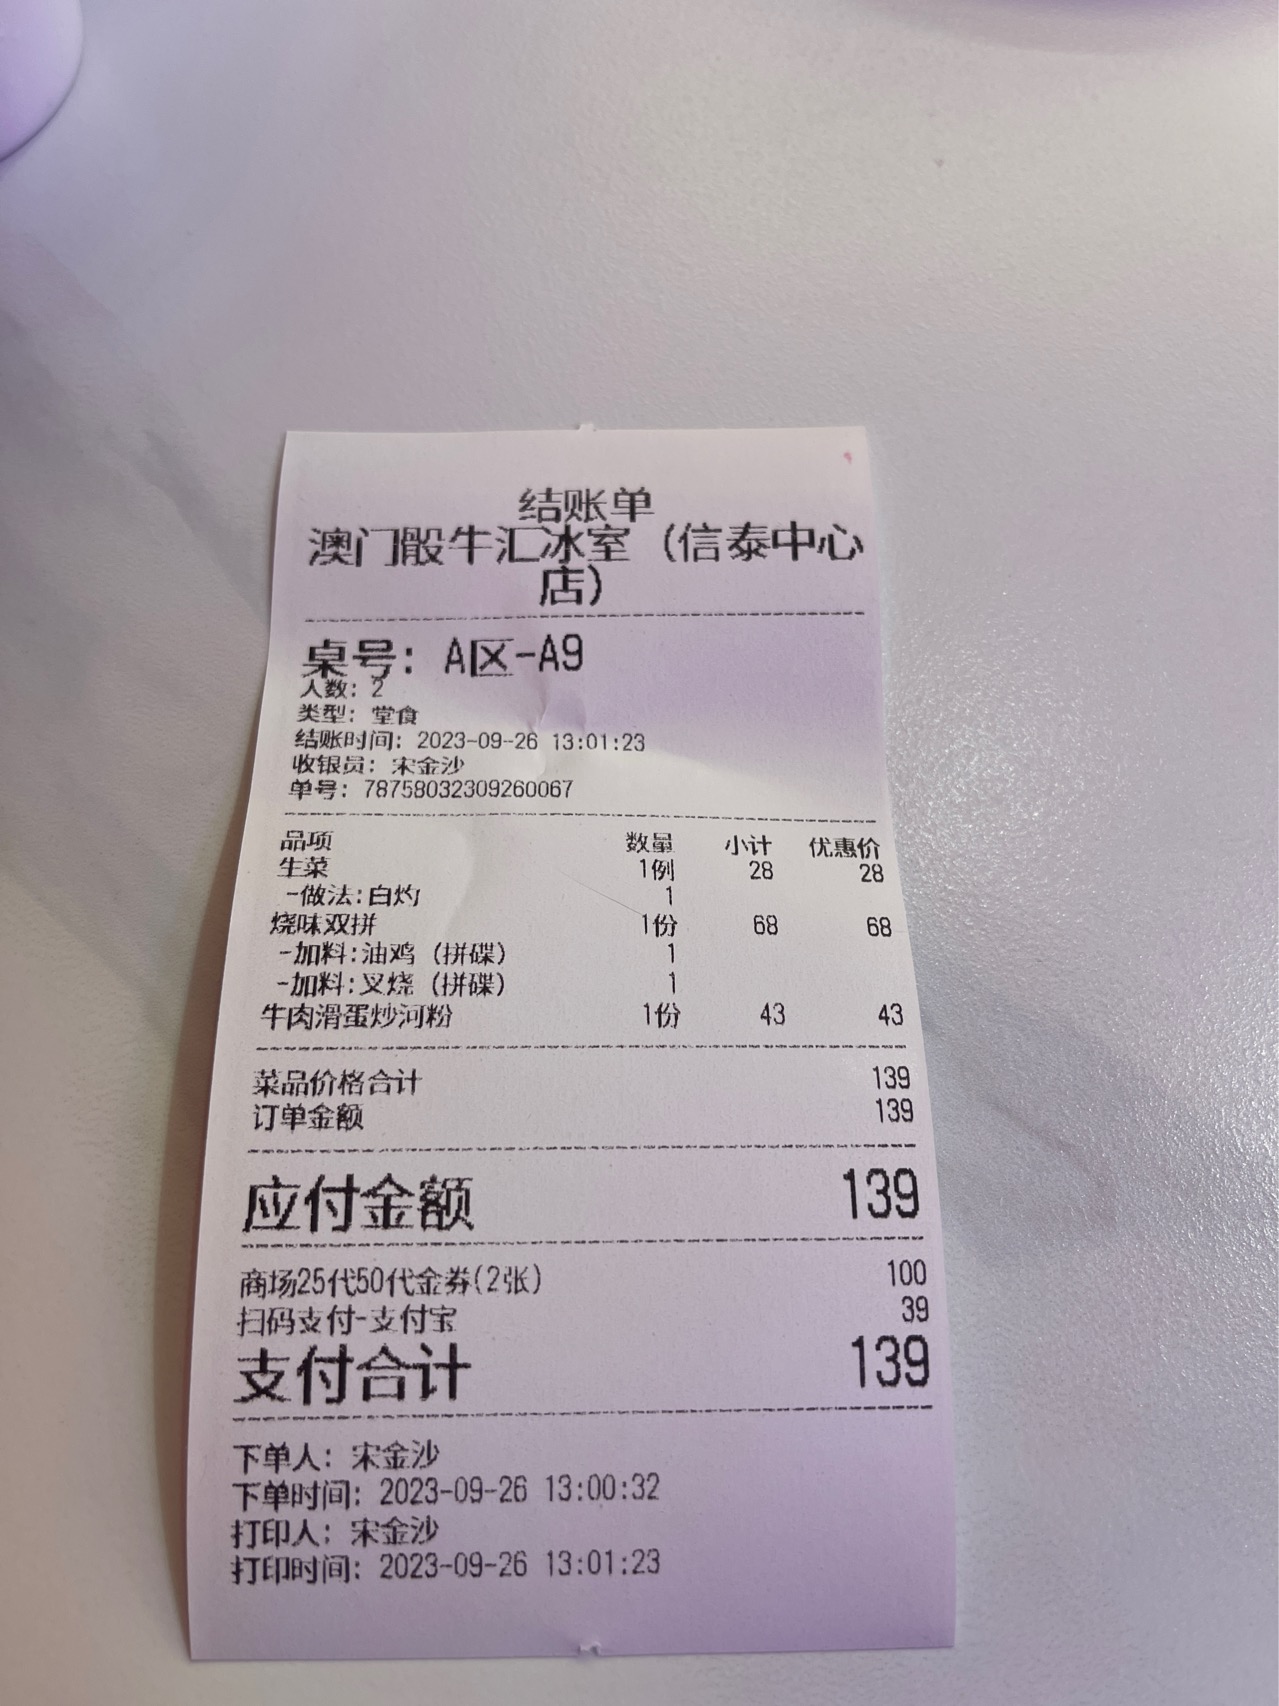 结账单
澳门骰牛汇冰室（信泰中心
店）
桌号：A区-A9
人数：2
类型：堂食
结账时间：2023-09-26 13:01:23
收银员：宋金沙
单号：78758032309260067
品项 数量 小计 优惠价
生菜 1例 28 28
-做法:白灼 1
烧味双拼 1份 68 68
-加料:油鸡（拼碟） 1
-加料:叉烧（拼碟） 1
牛肉滑蛋炒河粉 1份 43 43
菜品价格合计 139
订单金额 139
应付金额 139
商场25代50代金券(2张) 100
扫码支付-支付宝 39
支付合计 139
下单人：宋金沙
下单时间：2023-09-26 13:00:32
打印人：宋金沙
打印时间：2023-09-26 13:01:23